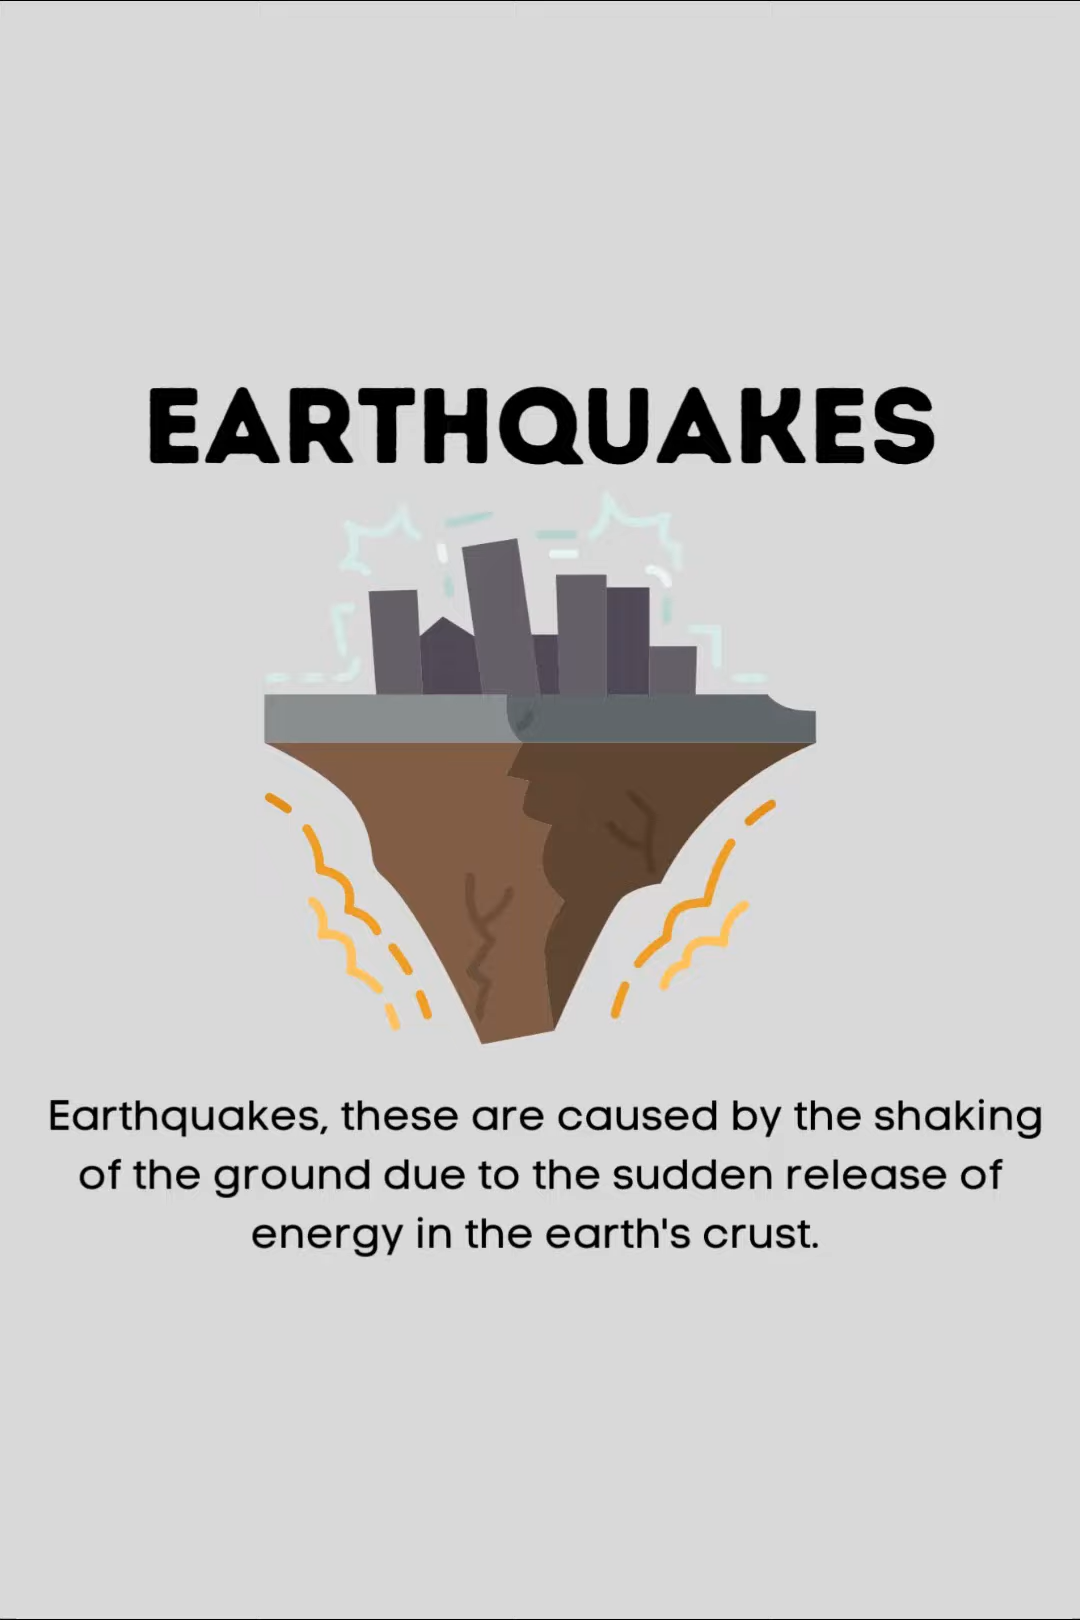 EARTHQUAKES
Earthquakes, these are caused by the shaking
of the ground due to the sudden release of
energy in the earth's crust.